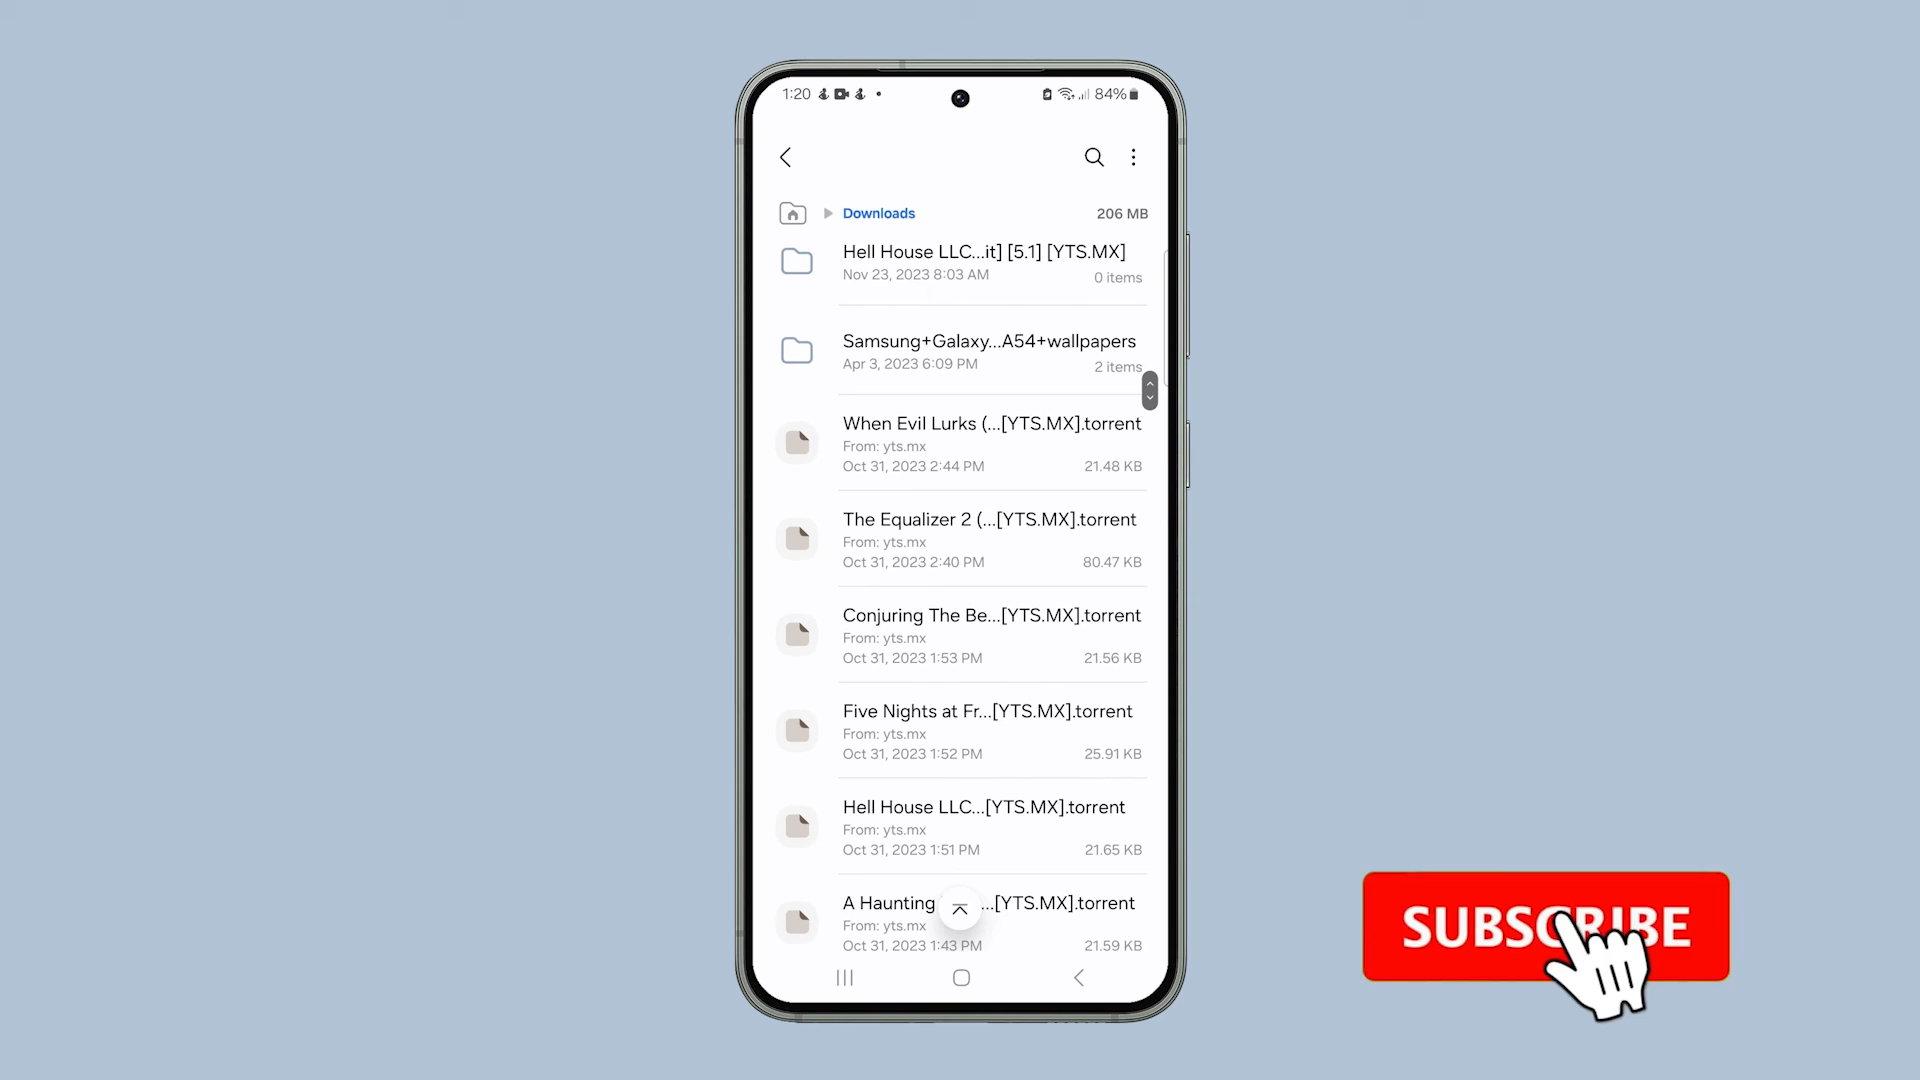 1:20
84%
Downloads
206 MB
Hell House LLC...it] [5.1] [YTS.MX]
Nov 23, 2023 8:03 AM
0 items
Samsung+Galaxy...A54+wallpapers
Apr 3, 2023 6:09 PM
2 items
When Evil Lurks (...[YTS.MX].torrent
From: yts.mx
Oct 31, 2023 2:44 PM
21.48 KB
The Equalizer 2 (...[YTS.MX].torrent
From: yts.mx
Oct 31, 2023 2:40 PM
80.47 KB
Conjuring The Be...[YTS.MX].torrent
From: yts.mx
Oct 31, 2023 1:53 PM
21.56 KB
Five Nights at Fr...[YTS.MX].torrent
From: yts.mx
Oct 31, 2023 1:52 PM
25.91 KB
Hell House LLC...[YTS.MX].torrent
From: yts.mx
Oct 31, 2023 1:51 PM
21.65 KB
A Haunting ...[YTS.MX].torrent
From: yts.mx
Oct 31, 2023 1:43 PM
21.59 KB
SUBSCRIBE